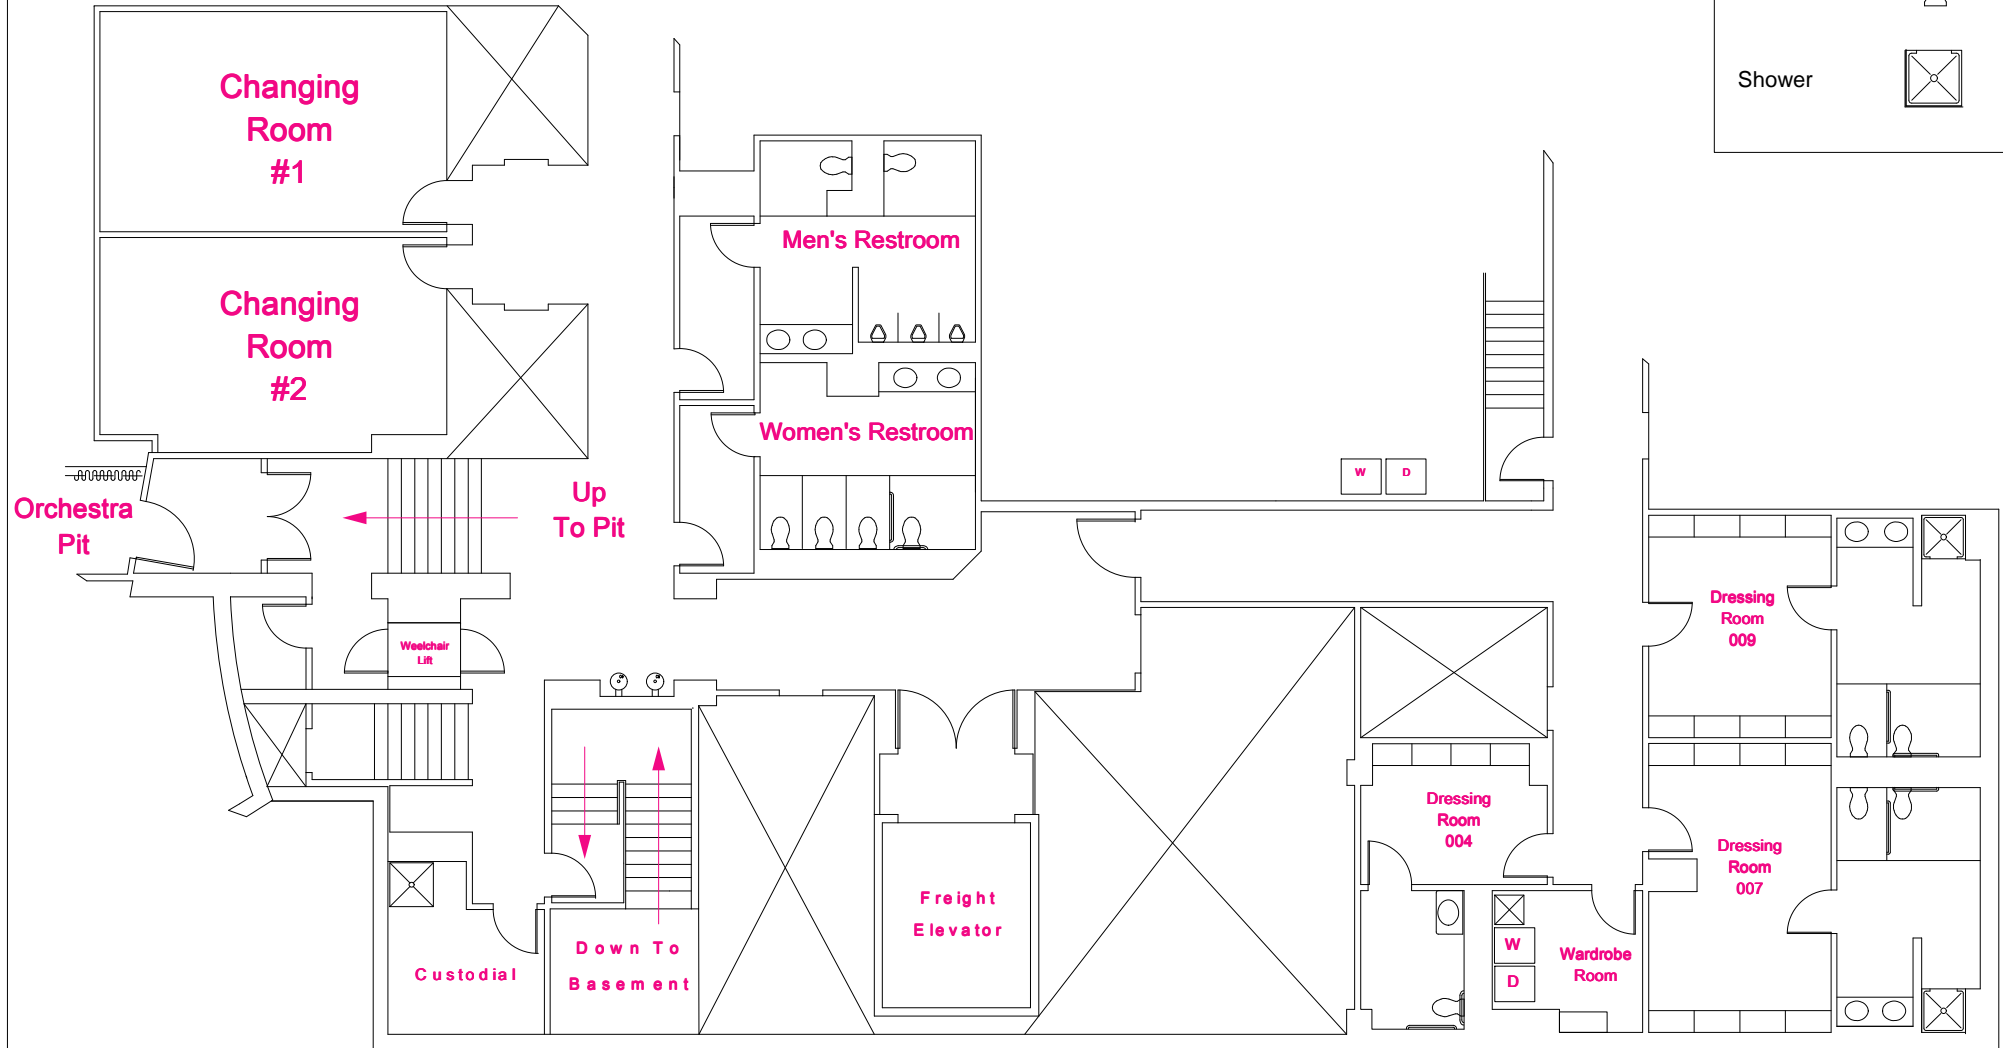 Shower
Changing
Room
#1
Men's Restroom
Changing
Room
#2
Women's Restroom
W
D
Orchestra
Pit
Up
To Pit
Dressing
Room
009
Weelchair
Lift
Dressing
Room
004
Dressing
Room
007
Freight
Elevator
Down To
Basement
Custodial
W
D
Wardrobe
Room